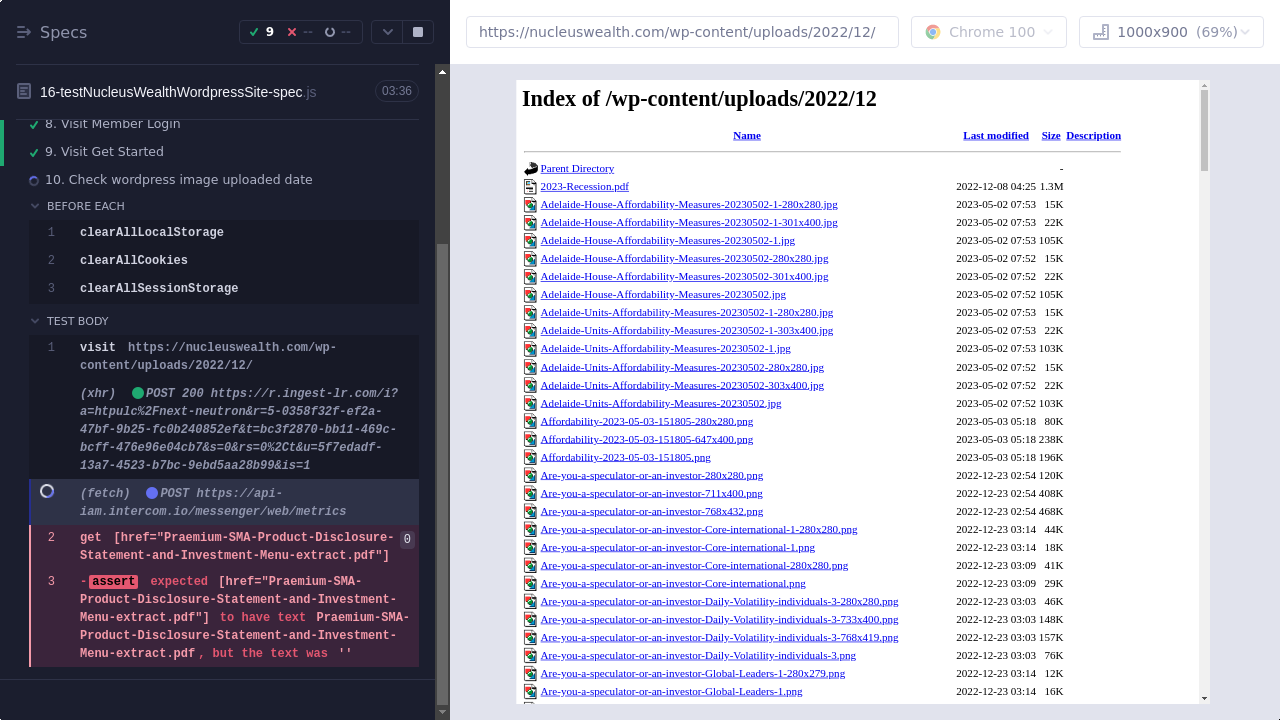 Specs
9 -- --
16-testNucleusWealthWordpressSite-spec.js 03:36
8. Visit Member Login
9. Visit Get Started
10. Check wordpress image uploaded date
BEFORE EACH
1 clearAllLocalStorage
2 clearAllCookies
3 clearAllSessionStorage
TEST BODY
1 visit https://nucleuswealth.com/wp-
content/uploads/2022/12/
(xhr) POST 200 https://r.ingest-lr.com/i?
a=htpulc%2Fnext-neutron&r=5-0358f32f-ef2a-
47bf-9b25-fc0b240852ef&t=bc3f2870-bb11-469c-
bcff-476e96e04cb7&s=0&rs=0%2Ct&u=5f7edadf-
13a7-4523-b7bc-9ebd5aa28b99&is=1
(fetch) POST https://api-
iam.intercom.io/messenger/web/metrics
2 get [href="Praemium-SMA-Product-Disclosure- 0
Statement-and-Investment-Menu-extract.pdf"]
3 -assert expected [href="Praemium-SMA-
Product-Disclosure-Statement-and-Investment-
Menu-extract.pdf"] to have text Praemium-SMA-
Product-Disclosure-Statement-and-Investment-
Menu-extract.pdf, but the text was ''
https://nucleuswealth.com/wp-content/uploads/2022/12/
Chrome 100
1000x900 (69%)
Index of /wp-content/uploads/2022/12
Name Last modified Size Description
Parent Directory -
2023-Recession.pdf 2022-12-08 04:25 1.3M
Adelaide-House-Affordability-Measures-20230502-1-280x280.jpg 2023-05-02 07:53 15K
Adelaide-House-Affordability-Measures-20230502-1-301x400.jpg 2023-05-02 07:53 22K
Adelaide-House-Affordability-Measures-20230502-1.jpg 2023-05-02 07:53 105K
Adelaide-House-Affordability-Measures-20230502-280x280.jpg 2023-05-02 07:52 15K
Adelaide-House-Affordability-Measures-20230502-301x400.jpg 2023-05-02 07:52 22K
Adelaide-House-Affordability-Measures-20230502.jpg 2023-05-02 07:52 105K
Adelaide-Units-Affordability-Measures-20230502-1-280x280.jpg 2023-05-02 07:53 15K
Adelaide-Units-Affordability-Measures-20230502-1-303x400.jpg 2023-05-02 07:53 22K
Adelaide-Units-Affordability-Measures-20230502-1.jpg 2023-05-02 07:53 103K
Adelaide-Units-Affordability-Measures-20230502-280x280.jpg 2023-05-02 07:52 15K
Adelaide-Units-Affordability-Measures-20230502-303x400.jpg 2023-05-02 07:52 22K
Adelaide-Units-Affordability-Measures-20230502.jpg 2023-05-02 07:52 103K
Affordability-2023-05-03-151805-280x280.png 2023-05-03 05:18 80K
Affordability-2023-05-03-151805-647x400.png 2023-05-03 05:18 238K
Affordability-2023-05-03-151805.png 2023-05-03 05:18 196K
Are-you-a-speculator-or-an-investor-280x280.png 2022-12-23 02:54 120K
Are-you-a-speculator-or-an-investor-711x400.png 2022-12-23 02:54 408K
Are-you-a-speculator-or-an-investor-768x432.png 2022-12-23 02:54 468K
Are-you-a-speculator-or-an-investor-Core-international-1-280x280.png 2022-12-23 03:14 44K
Are-you-a-speculator-or-an-investor-Core-international-1.png 2022-12-23 03:14 18K
Are-you-a-speculator-or-an-investor-Core-international-280x280.png 2022-12-23 03:09 41K
Are-you-a-speculator-or-an-investor-Core-international.png 2022-12-23 03:09 29K
Are-you-a-speculator-or-an-investor-Daily-Volatility-individuals-3-280x280.png 2022-12-23 03:03 46K
Are-you-a-speculator-or-an-investor-Daily-Volatility-individuals-3-733x400.png 2022-12-23 03:03 148K
Are-you-a-speculator-or-an-investor-Daily-Volatility-individuals-3-768x419.png 2022-12-23 03:03 157K
Are-you-a-speculator-or-an-investor-Daily-Volatility-individuals-3.png 2022-12-23 03:03 76K
Are-you-a-speculator-or-an-investor-Global-Leaders-1-280x279.png 2022-12-23 03:14 12K
Are-you-a-speculator-or-an-investor-Global-Leaders-1.png 2022-12-23 03:14 16K